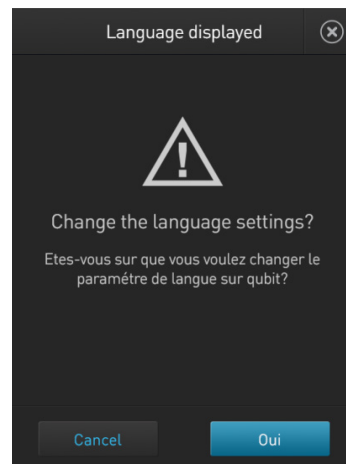 Language displayed
Change the language settings?
Etes-vous sur que vous voulez changer le
paramétre de langue sur qubit?
Cancel
Oui